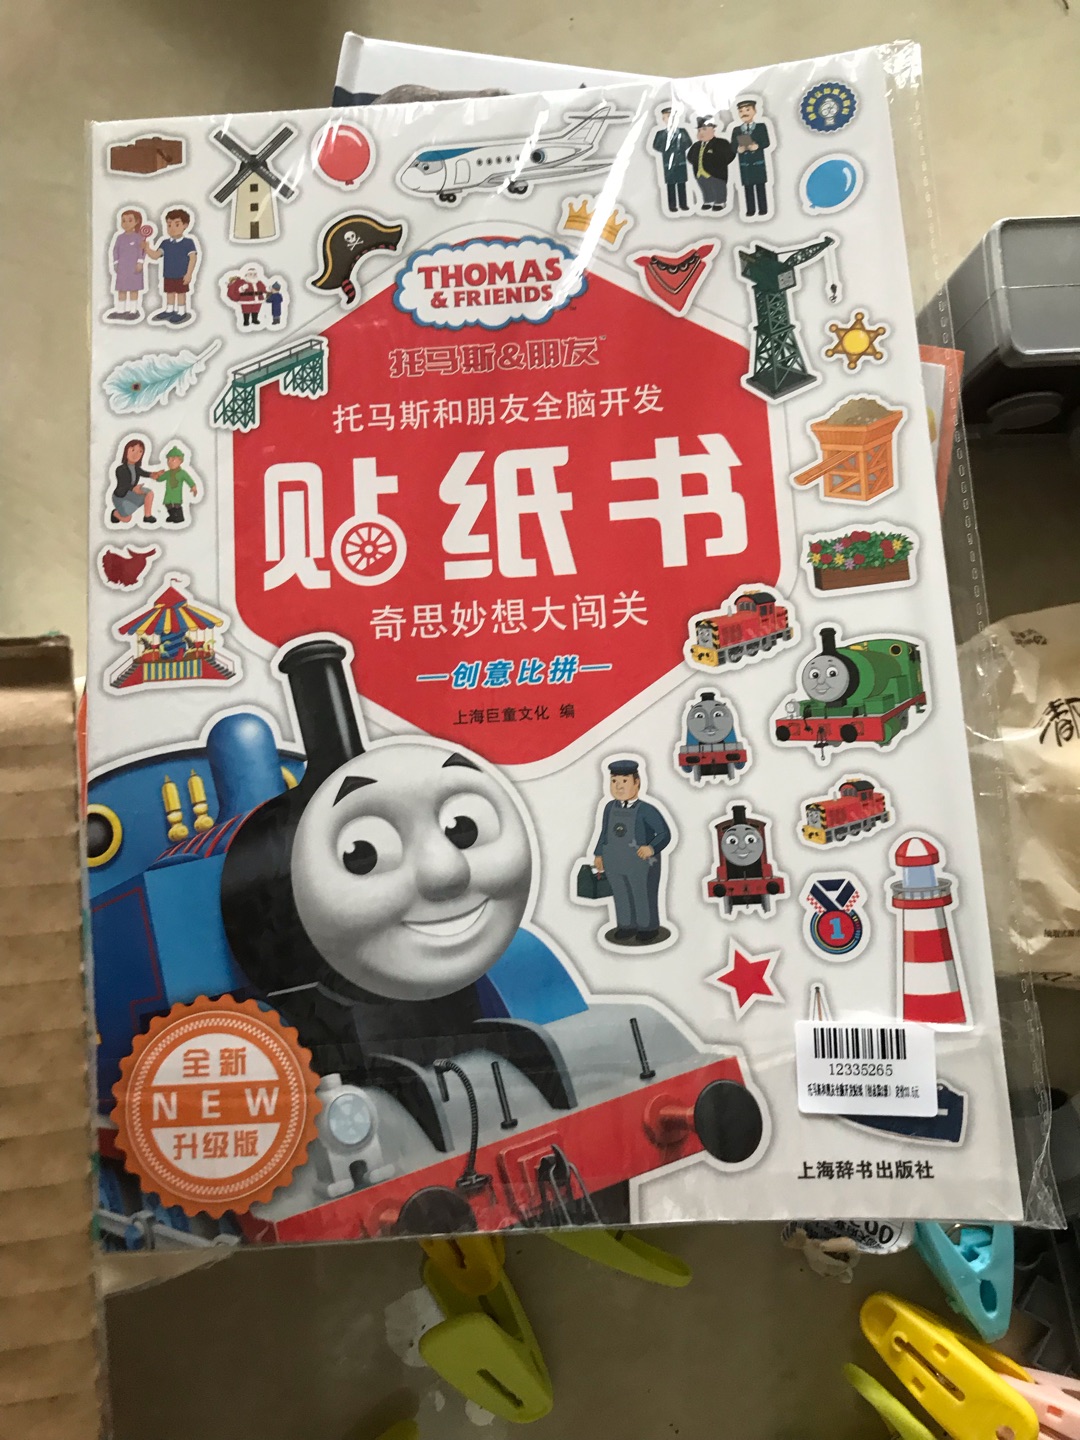 THOMAS
& FRIENDS
托马斯&朋友
托马斯和朋友全脑开发
贴纸书
奇思妙想大闯关
创意比拼
上海巨童文化 编
1
全新
NEW
升级版
12335265
上海辞书出版社